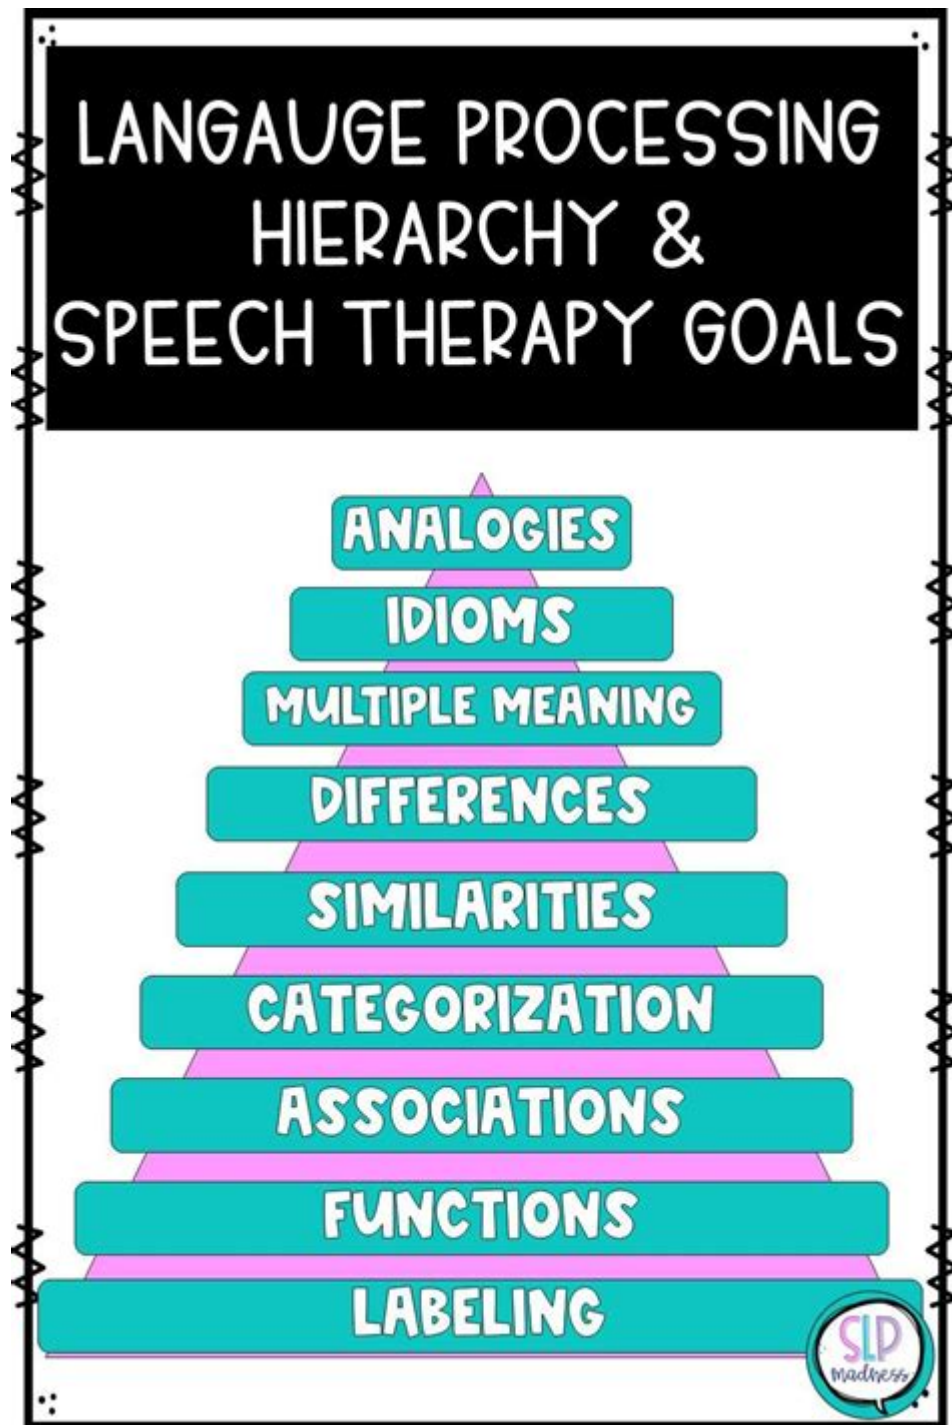 LANGAUGE PROCESSING
HIERARCHY &
SPEECH THERAPY GOALS
ANALOGIES
IDIOMS
MULTIPLE MEANING
DIFFERENCES
SIMILARITIES
CATEGORIZATION
ASSOCIATIONS
FUNCTIONS
LABELING
SLP
madness